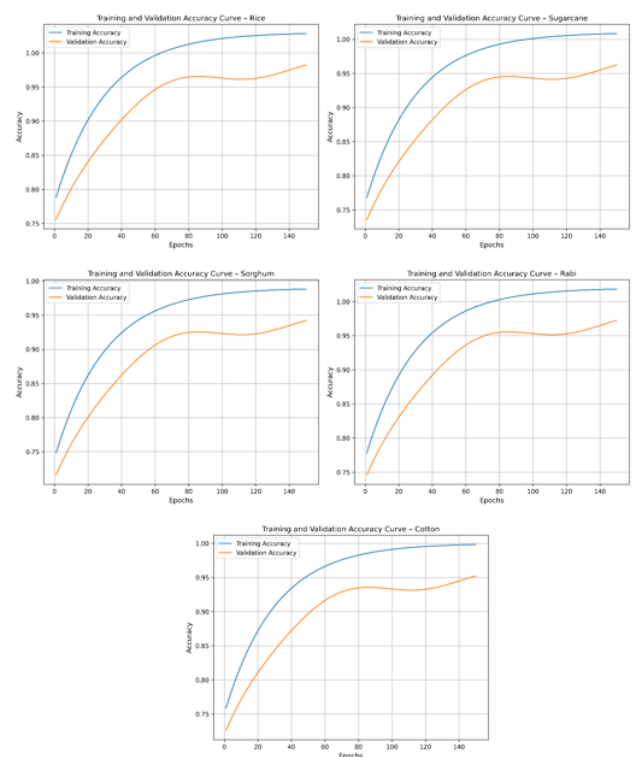 Training and Validation Accuracy Curve – Rice
Training Accuracy
Validation Accuracy
1.00
0.95
0.90
0.85
0.80
0.75
Accuracy
0 20 40 60 80 100 120 140
Epochs
Training and Validation Accuracy Curve – Sugarcane
Training Accuracy
Validation Accuracy
1.00
0.95
0.90
0.85
0.80
0.75
Accuracy
0 20 40 60 80 100 120 140
Epochs
Training and Validation Accuracy Curve – Sorghum
Training Accuracy
Validation Accuracy
1.00
0.95
0.90
0.85
0.80
0.75
Accuracy
0 20 40 60 80 100 120 140
Epochs
Training and Validation Accuracy Curve – Rabi
Training Accuracy
Validation Accuracy
1.00
0.95
0.90
0.85
0.80
0.75
Accuracy
0 20 40 60 80 100 120 140
Epochs
Training and Validation Accuracy Curve – Cotton
Training Accuracy
Validation Accuracy
1.00
0.95
0.90
0.85
0.80
0.75
Accuracy
0 20 40 60 80 100 120 140
Epochs